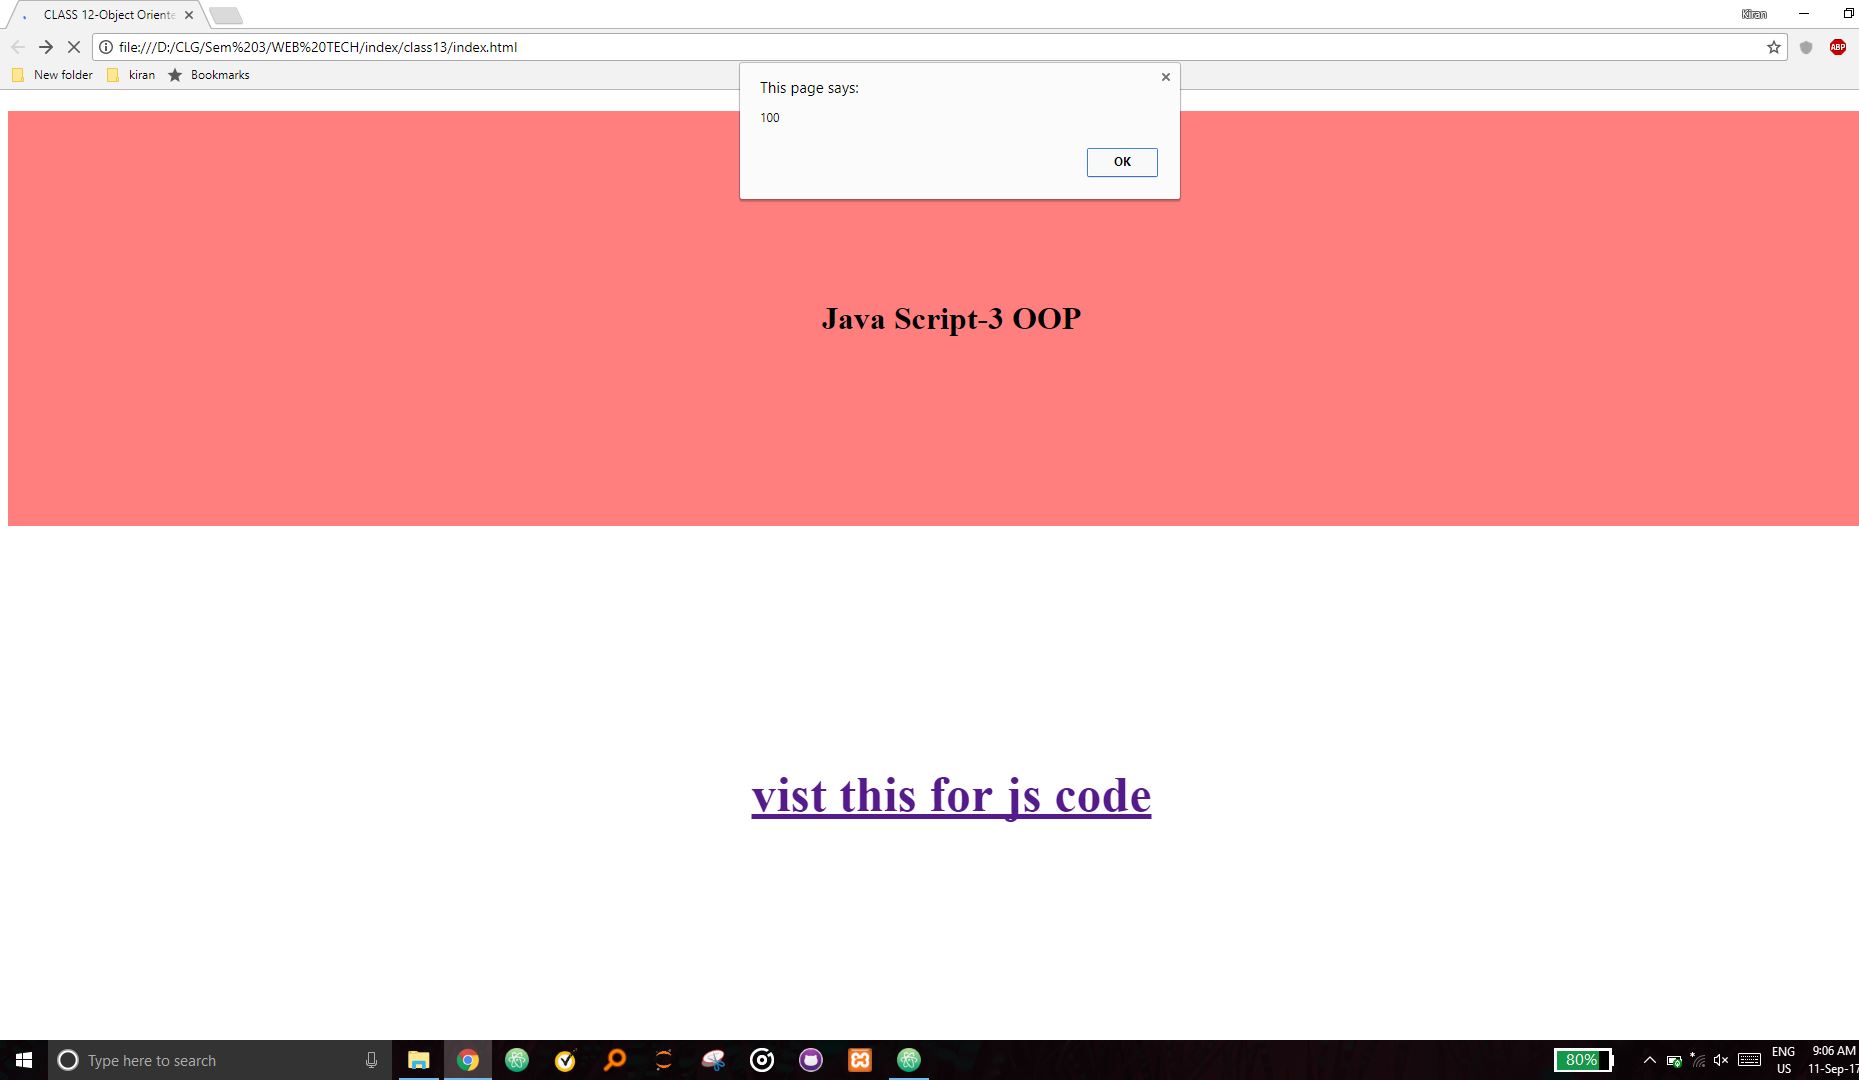 CLASS 12-Object Oriente
Kiran
file:///D:/CLG/Sem%203/WEB%20TECH/index/class13/index.html
ABP
New folder
kiran
Bookmarks
This page says:
100
OK
Java Script-3 OOP
vist this for js code
Type here to search
80%
ENG
US
9:06 AM
11-Sep-17